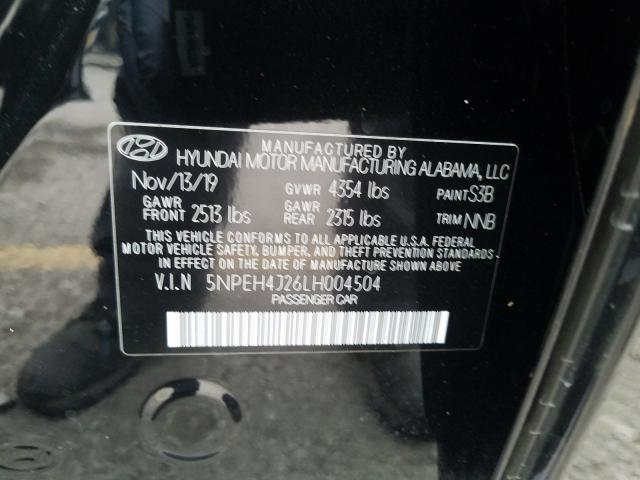 MANUFACTURED BY
HYUNDAI MOTOR MANUFACTURING ALABAMA, LLC
Nov/13/19 GVWR 4354 lbs PAINT S3B
GAWR FRONT 2513 lbs GAWR REAR 2315 lbs TRIM NNB
THIS VEHICLE CONFORMS TO ALL APPLICABLE U.S.A. FEDERAL
MOTOR VEHICLE SAFETY, BUMPER, AND THEFT PREVENTION STANDARDS
IN EFFECT ON THE DATE OF MANUFACTURE SHOWN ABOVE.
V.I.N 5NPEH4J26LH004504
PASSENGER CAR